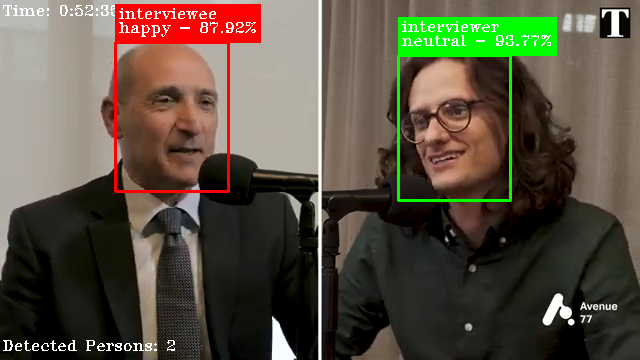 Time: 0:52:3
interviewee
happy - 87.92%
interviewer
neutral - 93.77%
T
Avenue
77
Detected Persons: 2